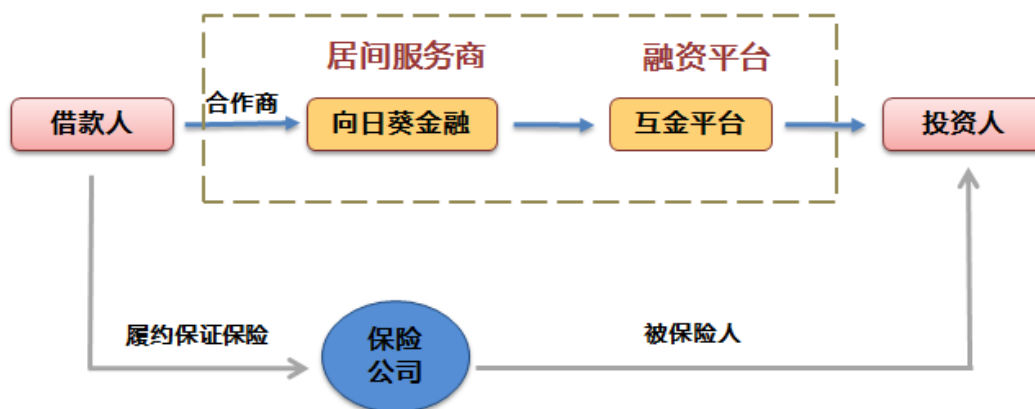 居间服务商
融资平台
合作商
借款人
向日葵金融
互金平台
投资人
履约保证保险
保险
公司
被保险人